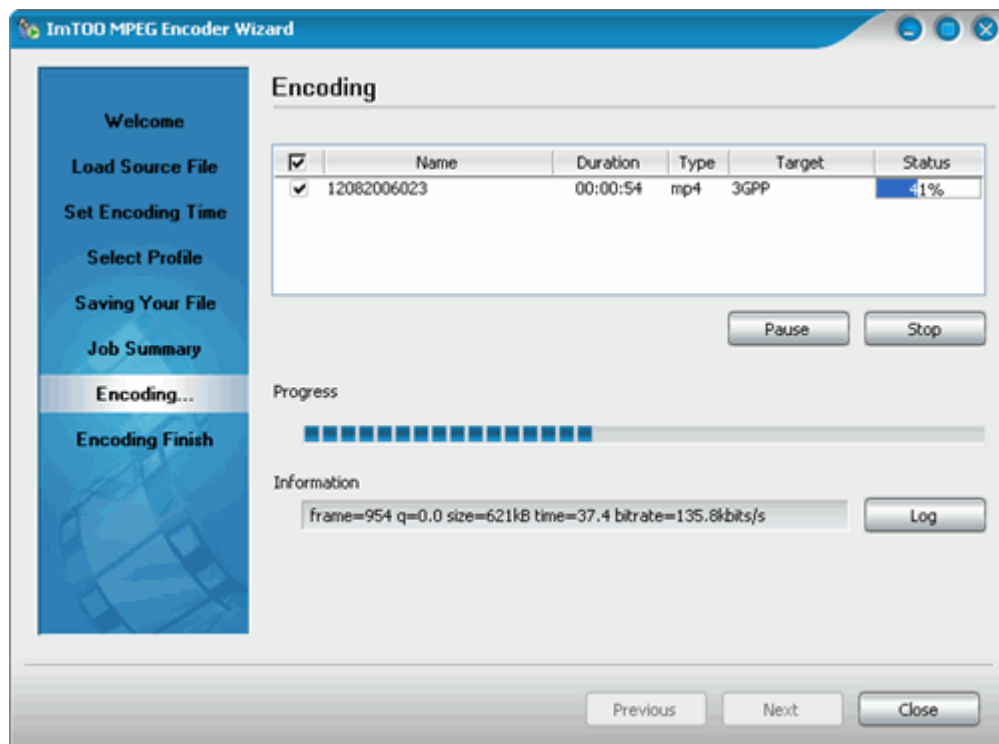 ImTOO MPEG Encoder Wizard
Welcome
Load Source File
Set Encoding Time
Select Profile
Saving Your File
Job Summary
Encoding...
Encoding Finish
Encoding
Name Duration Type Target Status
12082006023 00:00:54 mp4 3GPP 41%
Pause Stop
Progress
Information
frame=954 q=0.0 size=621kB time=37.4 bitrate=135.8kbits/s Log
Previous Next Close